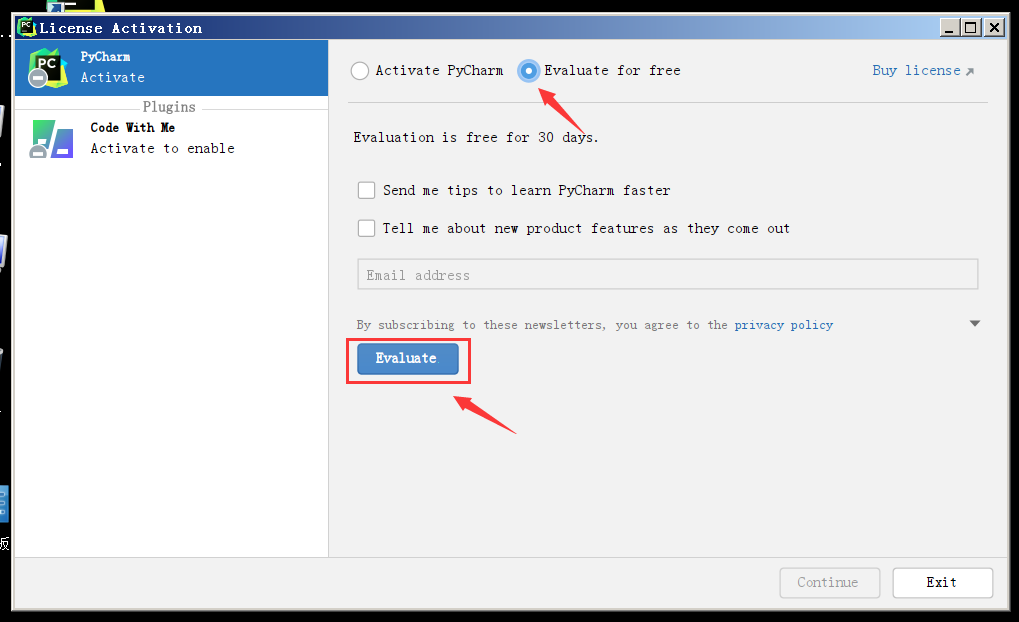 License Activation
PC
PyCharm
Activate
Plugins
Code With Me
Activate to enable
Activate PyCharm
Evaluate for free
Buy license
Evaluation is free for 30 days.
Send me tips to learn PyCharm faster
Tell me about new product features as they come out
Email address
By subscribing to these newsletters, you agree to the privacy policy
Evaluate
Continue
Exit